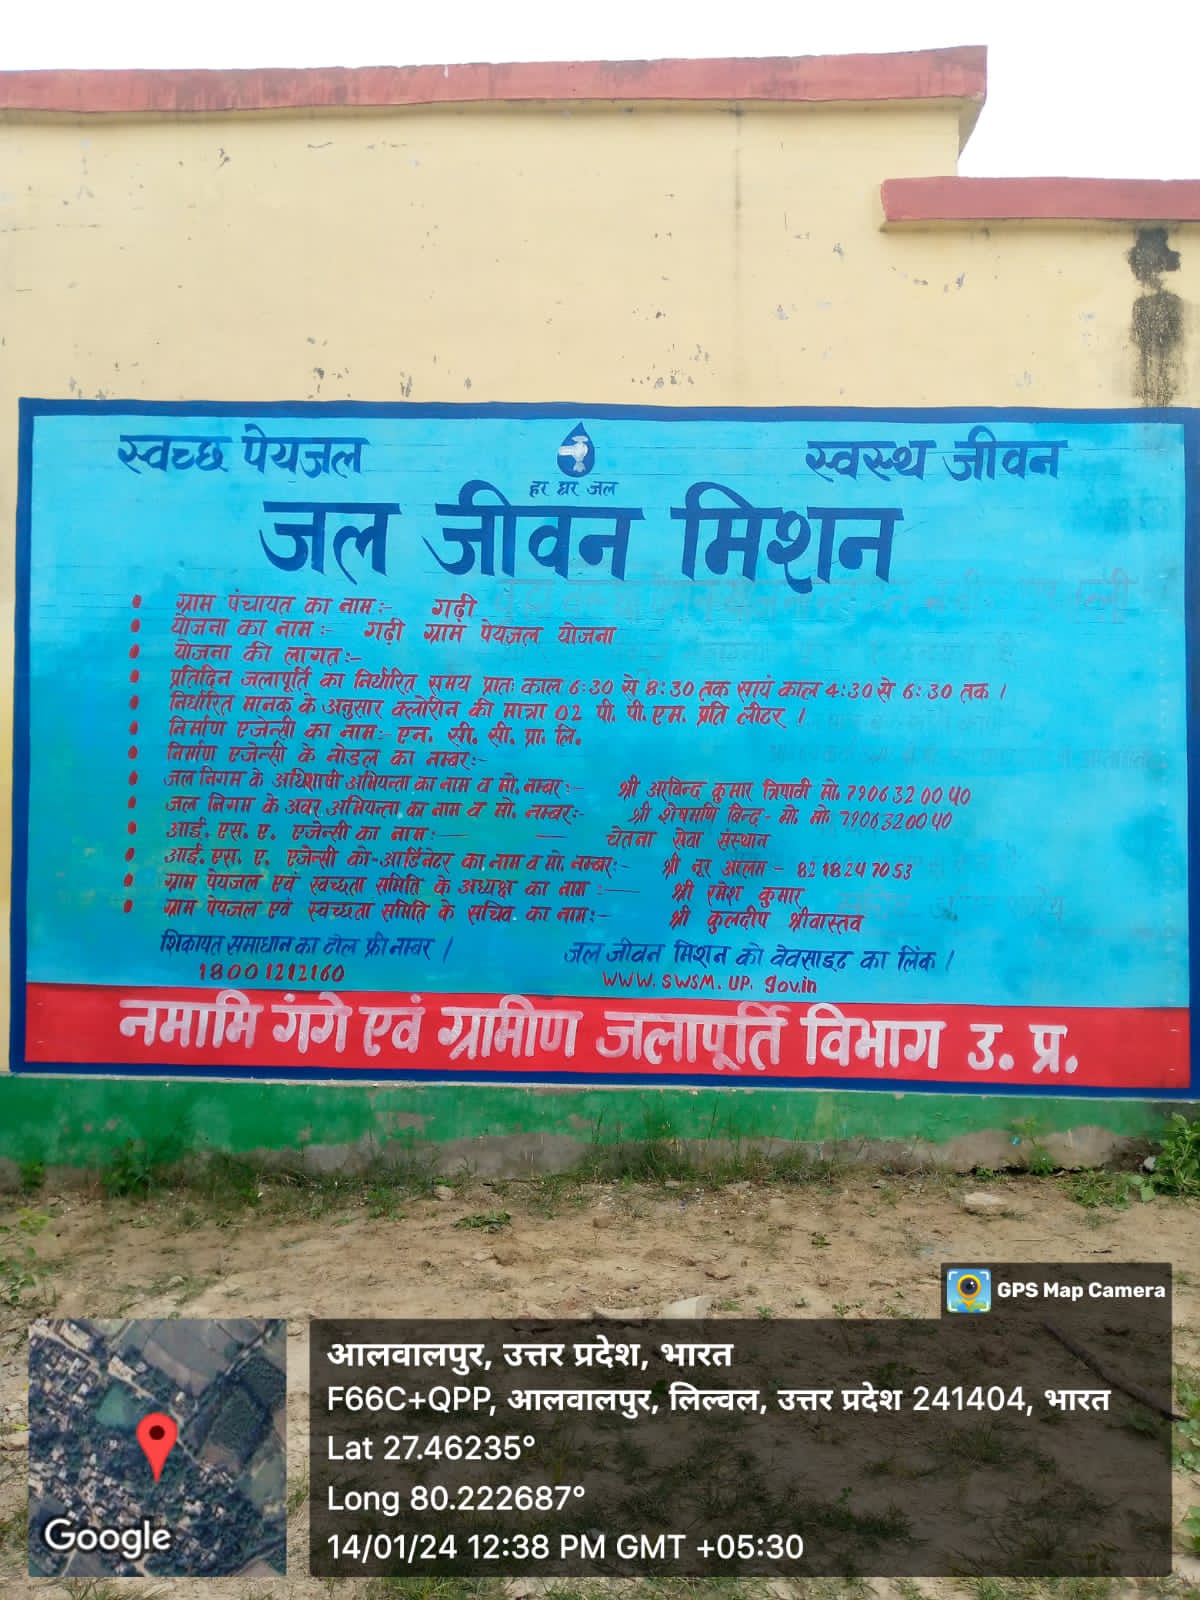 स्वच्छ पेयजल
स्वस्थ जीवन
हर घर जल
जल जीवन मिशन
ग्राम पंचायत का नाम:- गढ़ी
योजना का नाम:- गढ़ी ग्राम पेयजल योजना
योजना की लागत:-
प्रतिदिन जलापूर्ति का निर्धारित समय प्रातः काल 6:30 से 8:30 तक सायं काल 4:30 से 6:30 तक।
निर्धारित मानक के अनुसार क्लोरीन की मात्रा 02 पी. पी. एम. प्रति लीटर।
निर्माण एजेन्सी का नाम:- एन. सी. सी. प्रा. लि.
निर्माण एजेन्सी के नोडल का नम्बर:-
जल निगम के अधिशाषी अभियन्ता का नाम व मो. नम्बर:- श्री अरविन्द कुमार त्रिपाठी मो. 7906320040
जल निगम के अवर अभियन्ता का नाम व मो. नम्बर:- श्री शेषमणि बिन्द - मो. मो. 7906320040
आई. एस. ए. एजेन्सी का नाम:— — चेतना सेवा संस्थान
आई. एस. ए. एजेन्सी को-आर्डिनेटर का नाम व मो. नम्बर:- श्री नूर आलम - 8218247053
ग्राम पेयजल एवं स्वच्छता समिति के अध्यक्ष का नाम :— श्री रमेश कुमार
ग्राम पेयजल एवं स्वच्छता समिति के सचिव का नाम:- श्री कुलदीप श्रीवास्तव
शिकायत समाधान का टोल फ्री नाम्बर। जल जीवन मिशन को वेवसाइट का लिंक।
18001212160 WWW. SWSM. UP. gov.in
नमामि गंगे एवं ग्रामीण जलापूर्ति विभाग उ. प्र.
GPS Map Camera
आलवालपुर, उत्तर प्रदेश, भारत
F66C+QPP, आलवालपुर, लिल्वल, उत्तर प्रदेश 241404, भारत
Lat 27.46235°
Long 80.222687°
14/01/24 12:38 PM GMT +05:30
Google